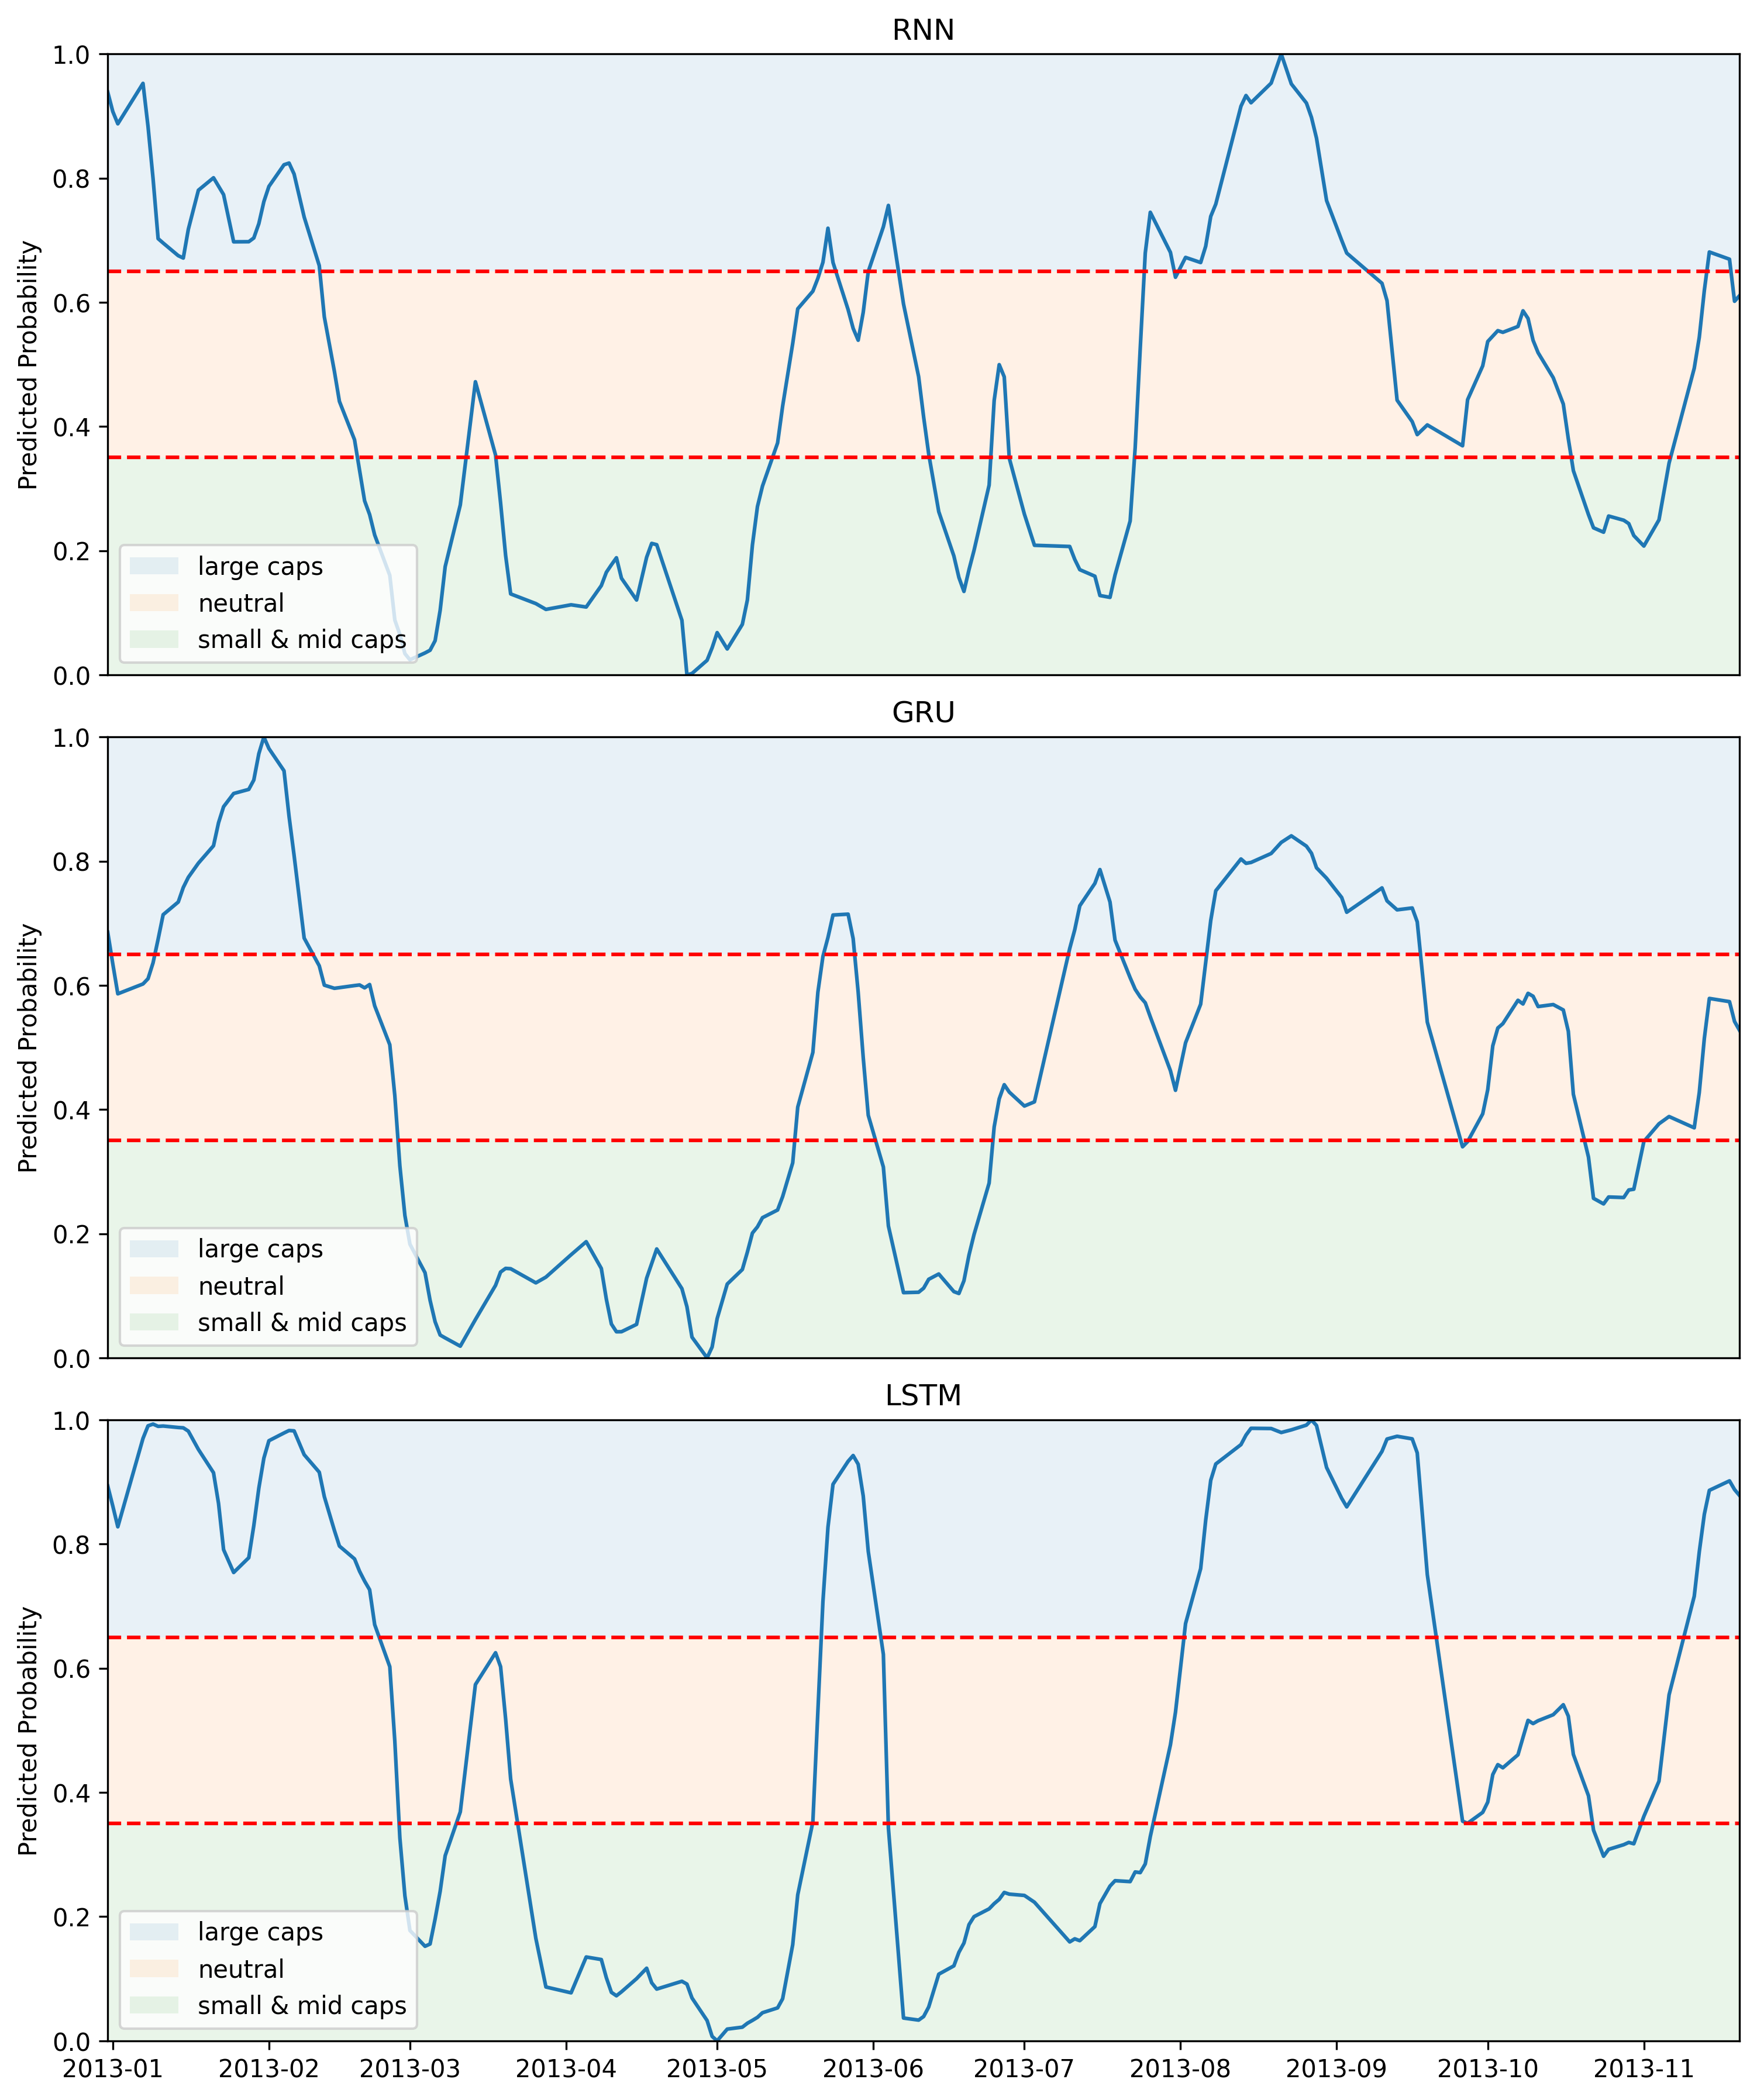 RNN
1.0
0.8
0.6
0.4
0.2
0.0
Predicted Probability
large caps
neutral
small & mid caps
GRU
1.0
0.8
0.6
0.4
0.2
0.0
Predicted Probability
large caps
neutral
small & mid caps
LSTM
1.0
0.8
0.6
0.4
0.2
0.0
Predicted Probability
large caps
neutral
small & mid caps
2013-01 2013-02 2013-03 2013-04 2013-05 2013-06 2013-07 2013-08 2013-09 2013-10 2013-11